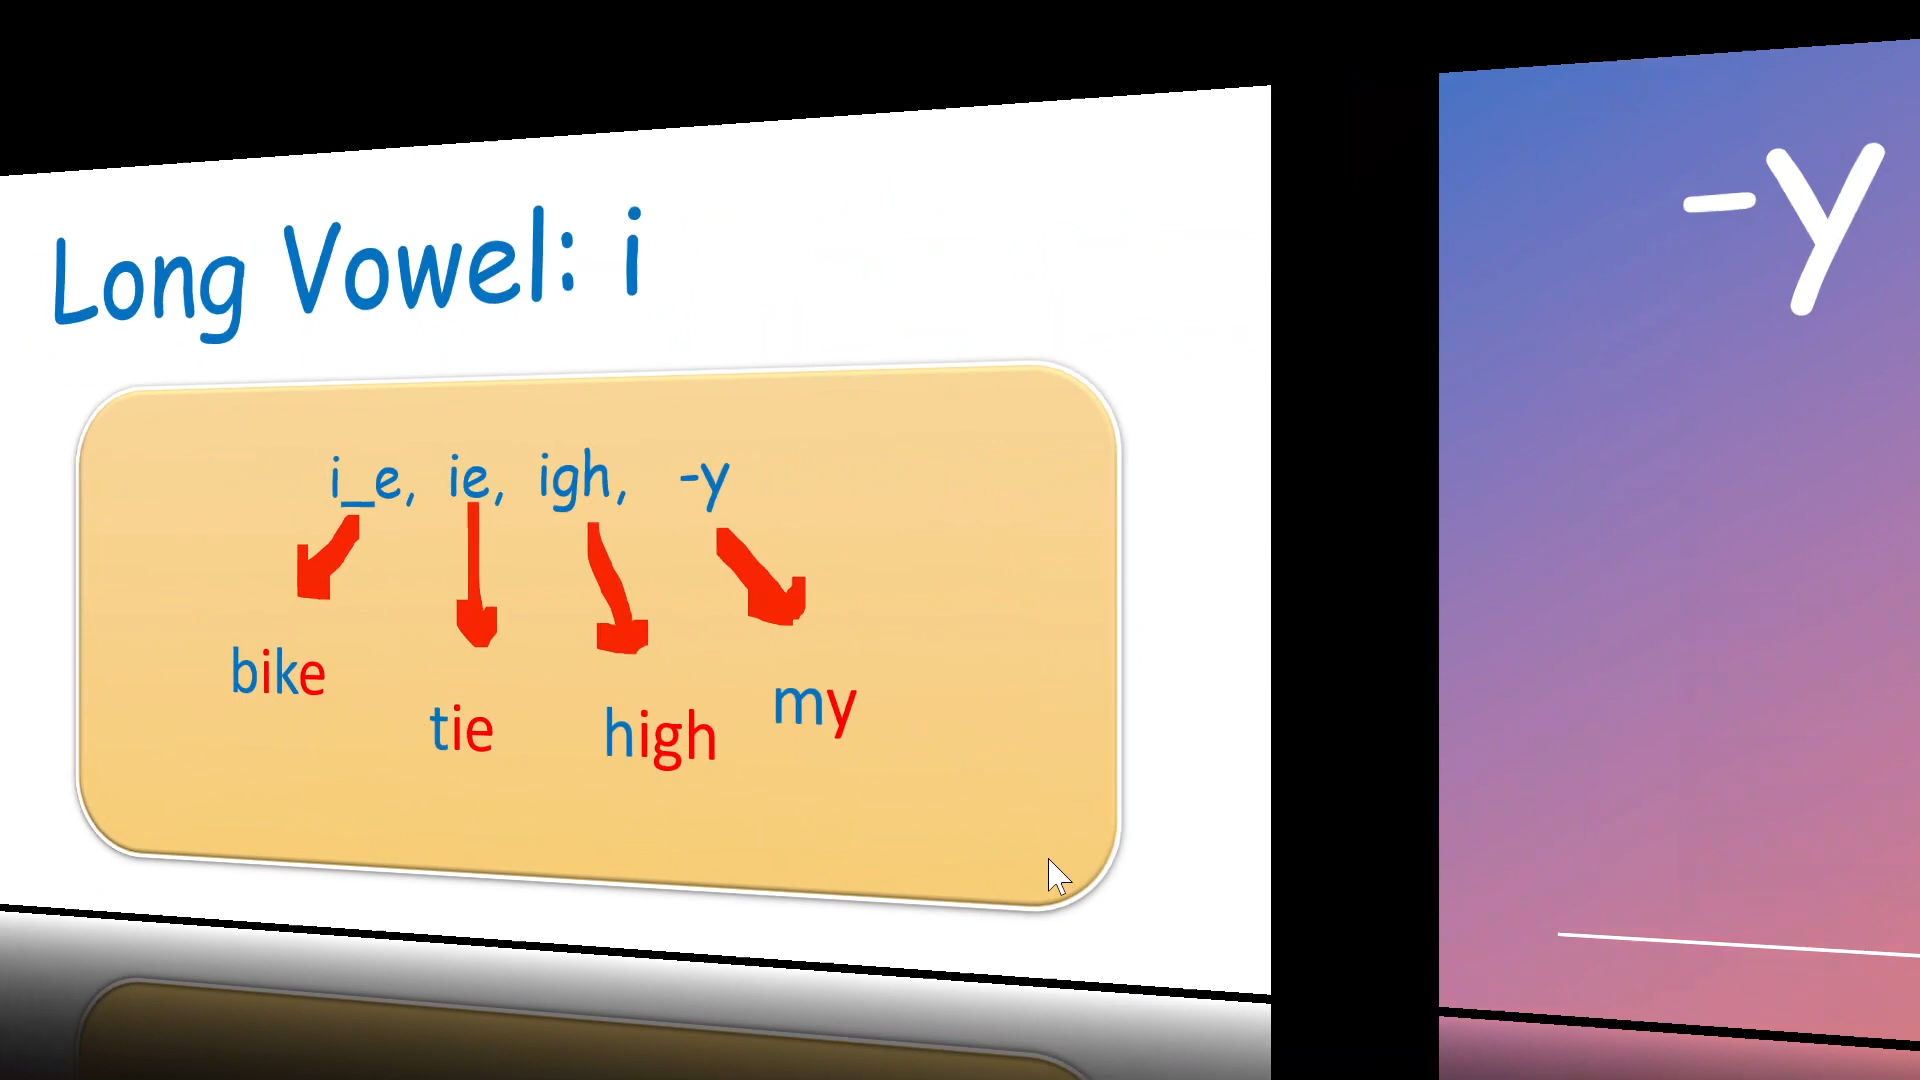 Long Vowel: i
i_e, ie, igh, -y
bike tie high my
-y